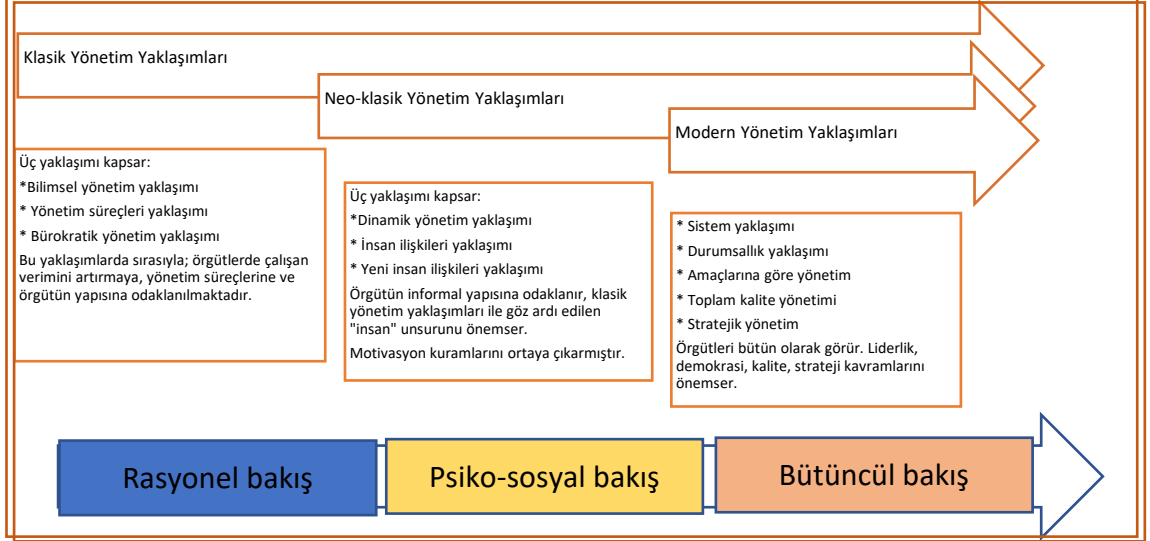 Klasik Yönetim Yaklaşımları
Neo-klasik Yönetim Yaklaşımları
Modern Yönetim Yaklaşımları
Üç yaklaşımı kapsar:
*Bilimsel yönetim yaklaşımı
* Yönetim süreçleri yaklaşımı
* Bürokratik yönetim yaklaşımı
Bu yaklaşımlarda sırasıyla; örgütlerde çalışan
verimini artırmaya, yönetim süreçlerine ve
örgütün yapısına odaklanılmaktadır.
Üç yaklaşımı kapsar:
*Dinamik yönetim yaklaşımı
* İnsan ilişkileri yaklaşımı
* Yeni insan ilişkileri yaklaşımı
Örgütün informal yapısına odaklanır, klasik
yönetim yaklaşımları ile göz ardı edilen
"insan" unsurunu önemser.
Motivasyon kuramlarını ortaya çıkarmıştır.
* Sistem yaklaşımı
* Durumsallık yaklaşımı
* Amaçlarına göre yönetim
* Toplam kalite yönetimi
* Stratejik yönetim
Örgütleri bütün olarak görür. Liderlik,
demokrasi, kalite, strateji kavramlarını
önemser.
Rasyonel bakış
Psiko-sosyal bakış
Bütüncül bakış